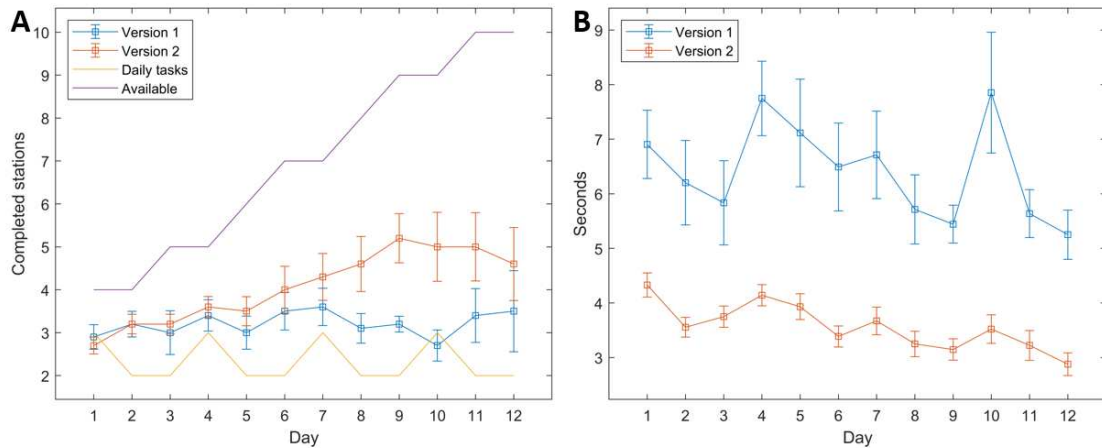 A
Version 1
Version 2
Daily tasks
Available
Completed stations
10
9
8
7
6
5
4
3
2
1 2 3 4 5 6 7 8 9 10 11 12
Day
B
Version 1
Version 2
Seconds
9
8
7
6
5
4
3
1 2 3 4 5 6 7 8 9 10 11 12
Day